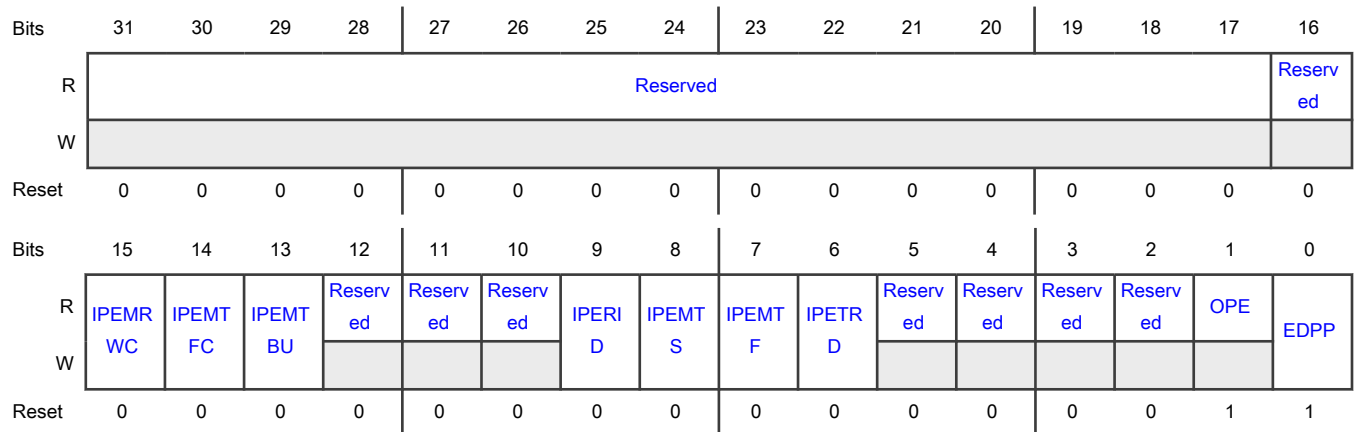 Bits 31 30 29 28 27 26 25 24 23 22 21 20 19 18 17 16
R Reserved Reserv
ed
W
Reset 0 0 0 0 0 0 0 0 0 0 0 0 0 0 0 0
Bits 15 14 13 12 11 10 9 8 7 6 5 4 3 2 1 0
R IPEMR IPEMT IPEMT Reserv Reserv Reserv IPERI IPEMT IPEMT IPETR Reserv Reserv Reserv Reserv OPE EDPP
WC FC BU ed ed ed D S F D ed ed ed ed
W
Reset 0 0 0 0 0 0 0 0 0 0 0 0 0 0 1 1